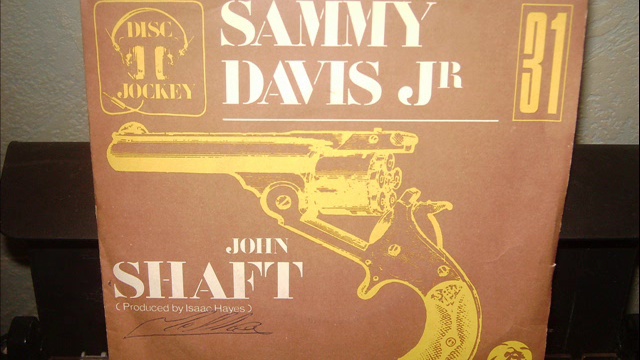 DISC
JOCKEY
SAMMY
DAVIS JR
31
JOHN
SHAFT
(Produced by Isaac Hayes)